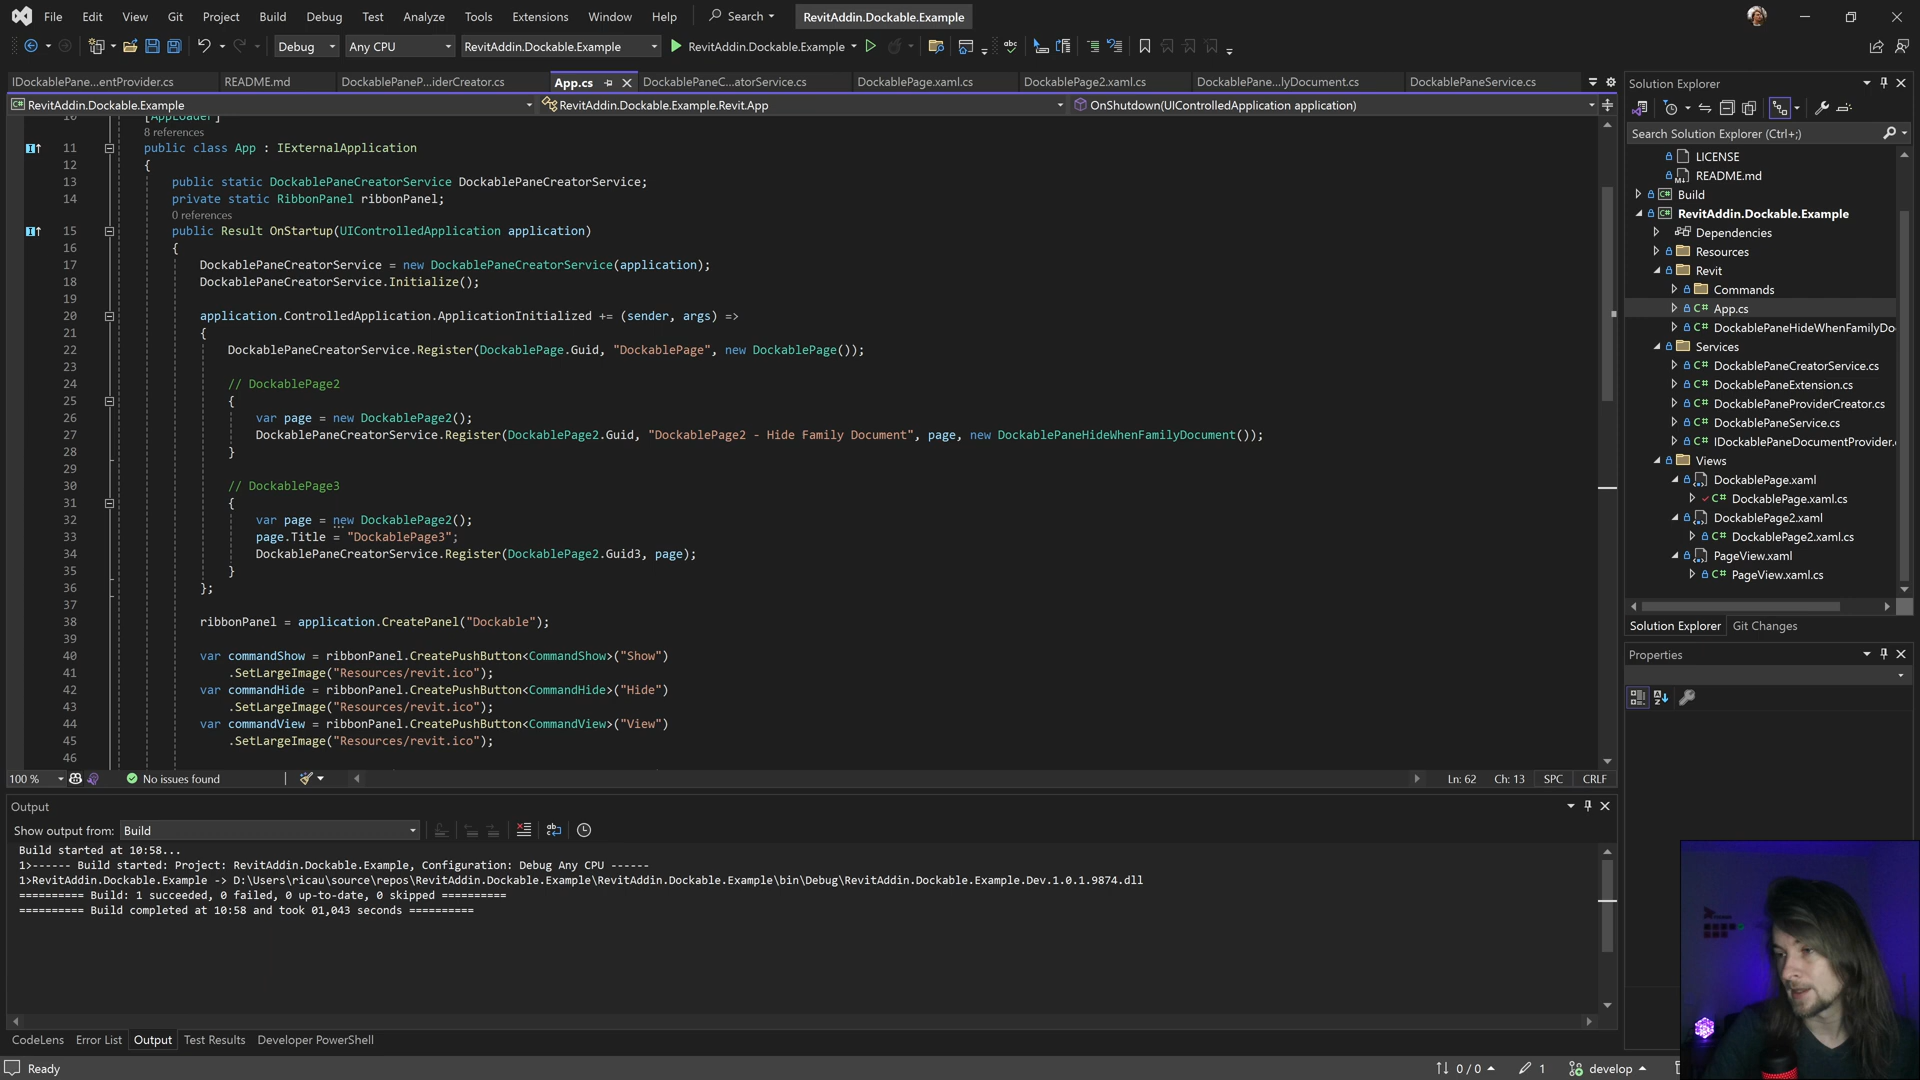 File Edit View Git Project Build Debug Test Analyze Tools Extensions Window Help Search RevitAddin.Dockable.Example
Debug Any CPU RevitAddin.Dockable.Example RevitAddin.Dockable.Example
IDockablePane...entProvider.cs README.md DockablePaneP...iderCreator.cs App.cs DockablePaneC...atorService.cs DockablePage.xaml.cs DockablePage2.xaml.cs DockablePane...lyDocument.cs DockablePaneService.cs
RevitAddin.Dockable.Example RevitAddin.Dockable.Example.Revit.App OnShutdown(UIControlledApplication application)
10 [AppLoader]
8 references
11 public class App : IExternalApplication
12 {
13 public static DockablePaneCreatorService DockablePaneCreatorService;
14 private static RibbonPanel ribbonPanel;
0 references
15 public Result OnStartup(UIControlledApplication application)
16 {
17 DockablePaneCreatorService = new DockablePaneCreatorService(application);
18 DockablePaneCreatorService.Initialize();
19
20 application.ControlledApplication.ApplicationInitialized += (sender, args) =>
21 {
22 DockablePaneCreatorService.Register(DockablePage.Guid, "DockablePage", new DockablePage());
23
24 // DockablePage2
25 {
26 var page = new DockablePage2();
27 DockablePaneCreatorService.Register(DockablePage2.Guid, "DockablePage2 - Hide Family Document", page, new DockablePaneHideWhenFamilyDocument());
28 }
29
30 // DockablePage3
31 {
32 var page = new DockablePage2();
33 page.Title = "DockablePage3";
34 DockablePaneCreatorService.Register(DockablePage2.Guid3, page);
35 }
36 };
37
38 ribbonPanel = application.CreatePanel("Dockable");
39
40 var commandShow = ribbonPanel.CreatePushButton<CommandShow>("Show")
41 .SetLargeImage("Resources/revit.ico");
42 var commandHide = ribbonPanel.CreatePushButton<CommandHide>("Hide")
43 .SetLargeImage("Resources/revit.ico");
44 var commandView = ribbonPanel.CreatePushButton<CommandView>("View")
45 .SetLargeImage("Resources/revit.ico");
46
100 % No issues found Ln: 62 Ch: 13 SPC CRLF
Output
Show output from: Build
Build started at 10:58...
1>------ Build started: Project: RevitAddin.Dockable.Example, Configuration: Debug Any CPU ------
1>RevitAddin.Dockable.Example -> D:\Users\ricau\source\repos\RevitAddin.Dockable.Example\RevitAddin.Dockable.Example\bin\Debug\RevitAddin.Dockable.Example.Dev.1.0.1.9874.dll
========== Build: 1 succeeded, 0 failed, 0 up-to-date, 0 skipped ==========
========== Build completed at 10:58 and took 01,043 seconds ==========
CodeLens Error List Output Test Results Developer PowerShell
Ready 0 / 0 1 develop
Solution Explorer
Search Solution Explorer (Ctrl+;)
LICENSE
README.md
Build
RevitAddin.Dockable.Example
Dependencies
Resources
Revit
Commands
App.cs
DockablePaneHideWhenFamilyDo
Services
DockablePaneCreatorService.cs
DockablePaneExtension.cs
DockablePaneProviderCreator.cs
DockablePaneService.cs
IDockablePaneDocumentProvider.
Views
DockablePage.xaml
DockablePage.xaml.cs
DockablePage2.xaml
DockablePage2.xaml.cs
PageView.xaml
PageView.xaml.cs
Solution Explorer Git Changes
Properties